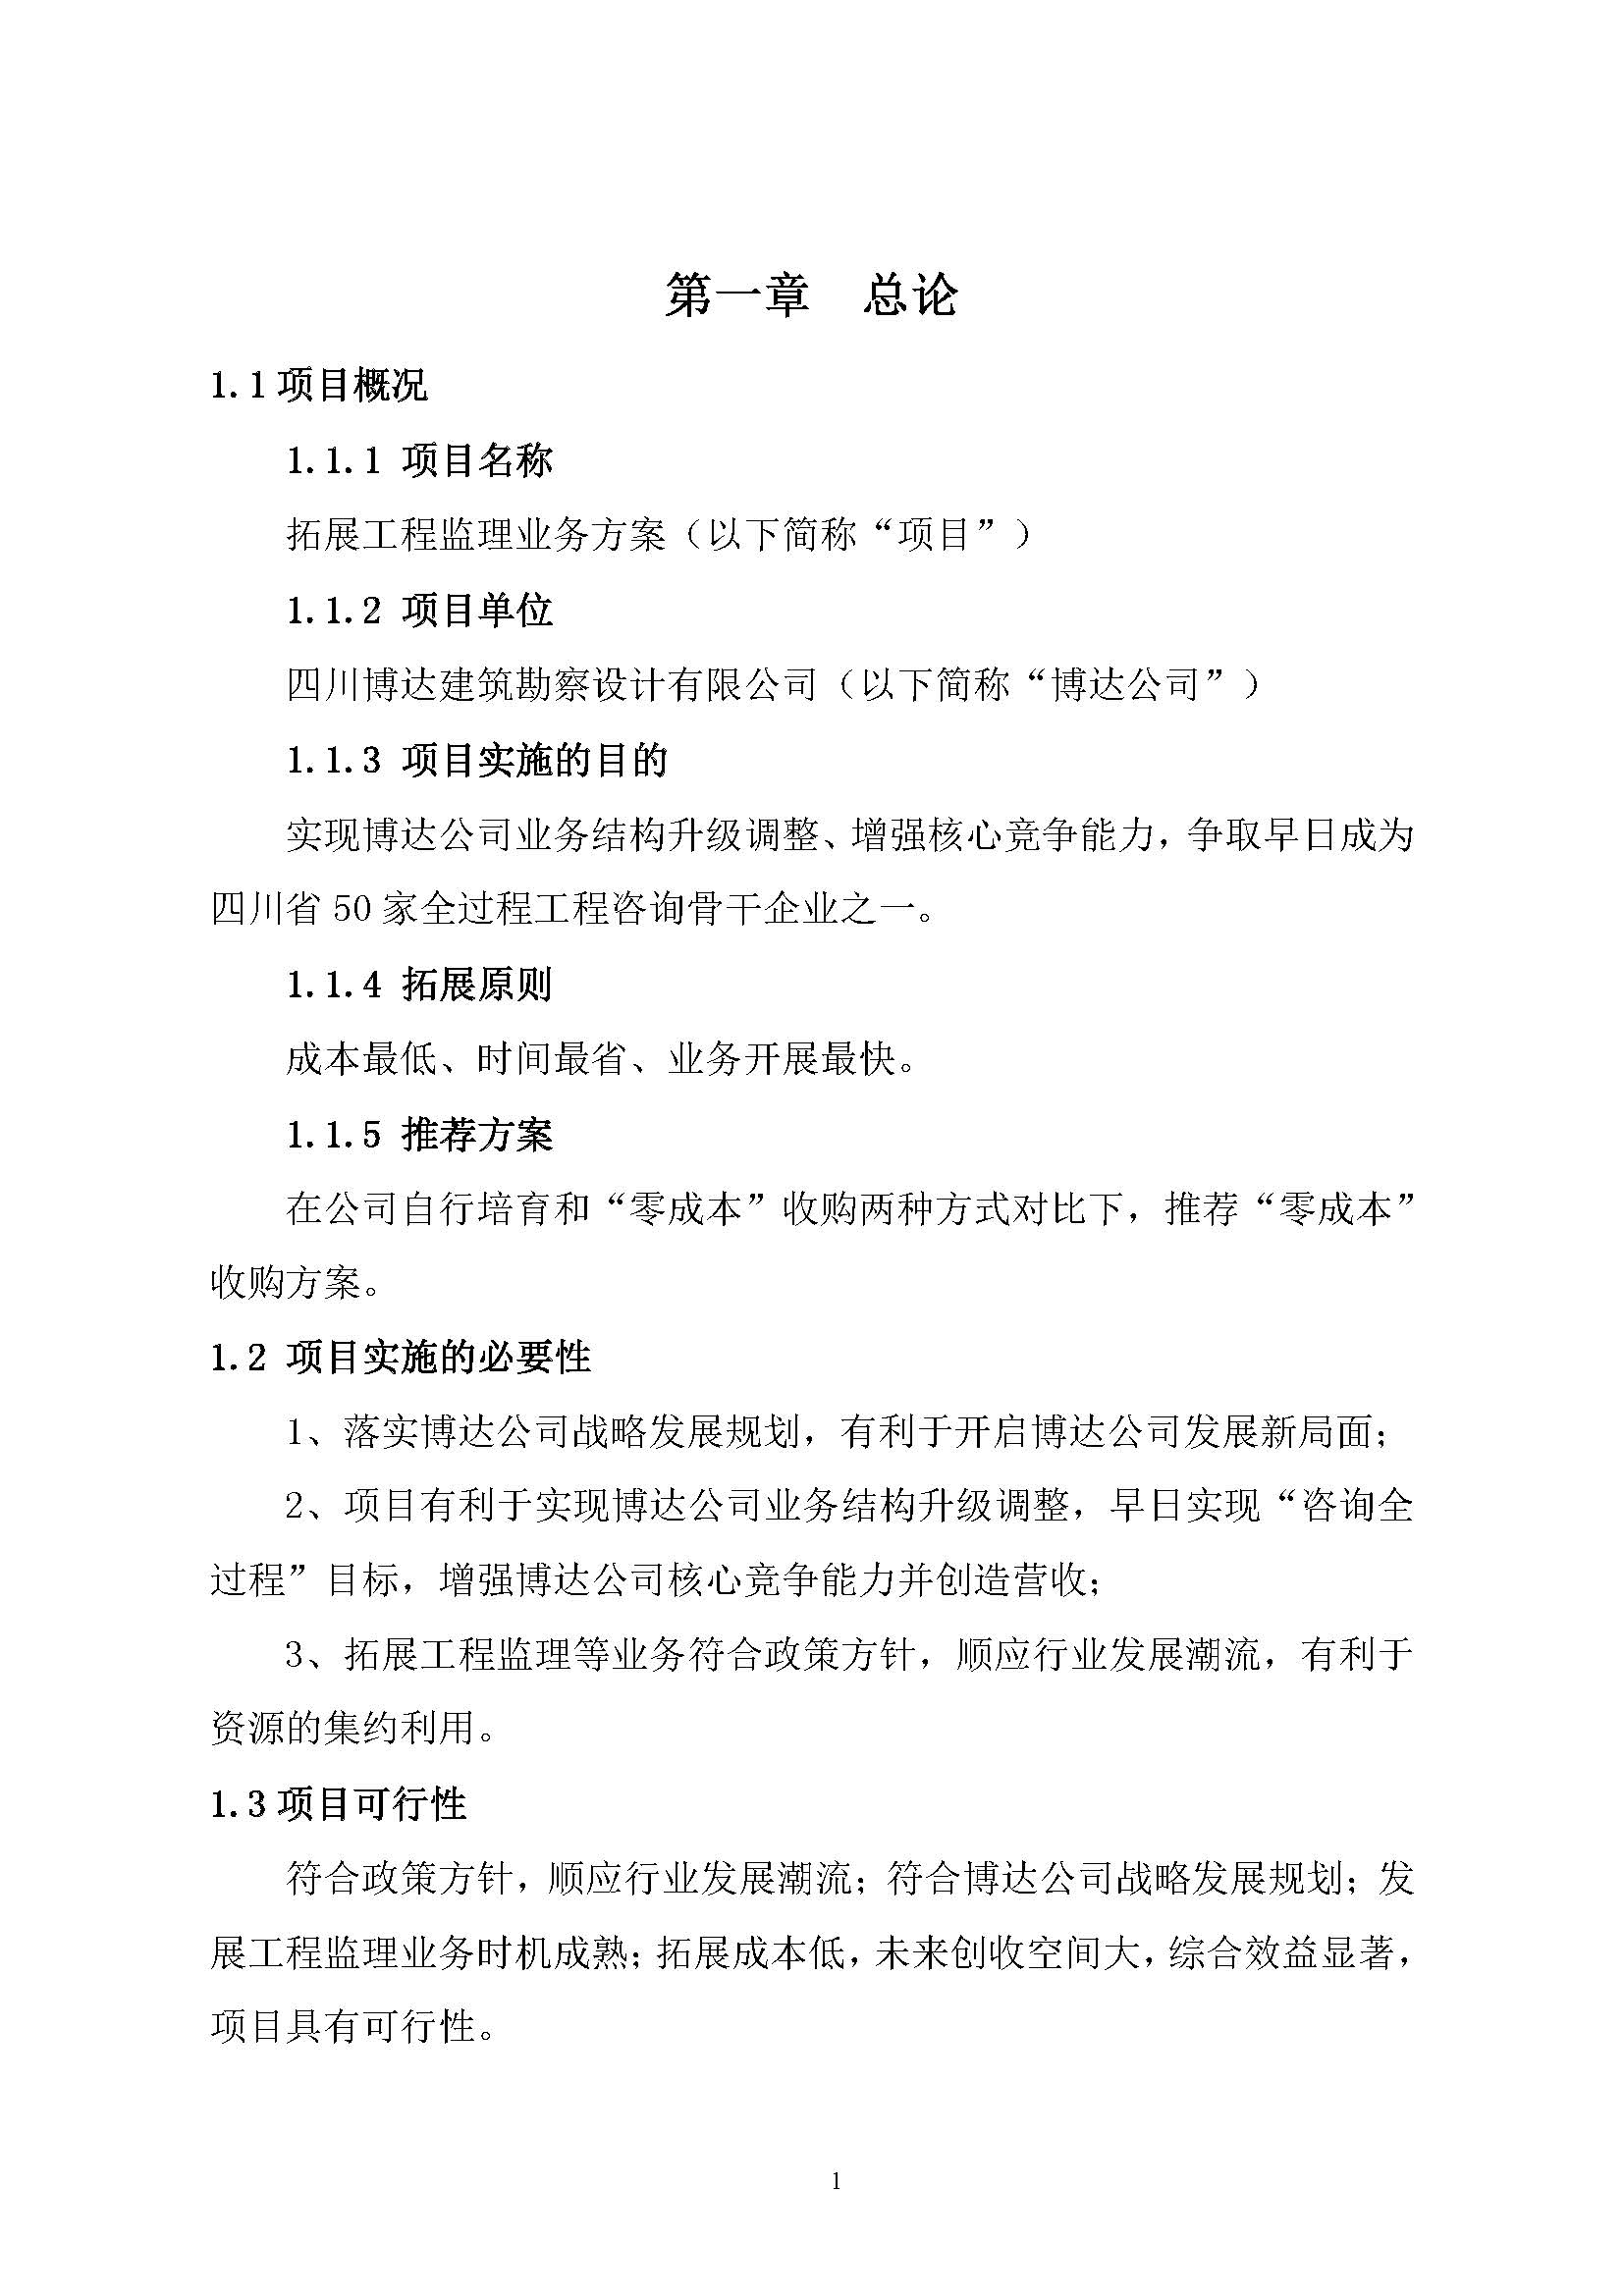 第一章　总论
1.1项目概况
1.1.1 项目名称
拓展工程监理业务方案（以下简称“项目”）
1.1.2 项目单位
四川博达建筑勘察设计有限公司（以下简称“博达公司”）
1.1.3 项目实施的目的
实现博达公司业务结构升级调整、增强核心竞争能力，争取早日成为
四川省 50 家全过程工程咨询骨干企业之一。
1.1.4 拓展原则
成本最低、时间最省、业务开展最快。
1.1.5 推荐方案
在公司自行培育和“零成本”收购两种方式对比下，推荐“零成本”
收购方案。
1.2 项目实施的必要性
1、落实博达公司战略发展规划，有利于开启博达公司发展新局面；
2、项目有利于实现博达公司业务结构升级调整，早日实现“咨询全
过程”目标，增强博达公司核心竞争能力并创造营收；
3、拓展工程监理等业务符合政策方针，顺应行业发展潮流，有利于
资源的集约利用。
1.3项目可行性
符合政策方针，顺应行业发展潮流；符合博达公司战略发展规划；发
展工程监理业务时机成熟；拓展成本低，未来创收空间大，综合效益显著，
项目具有可行性。
1